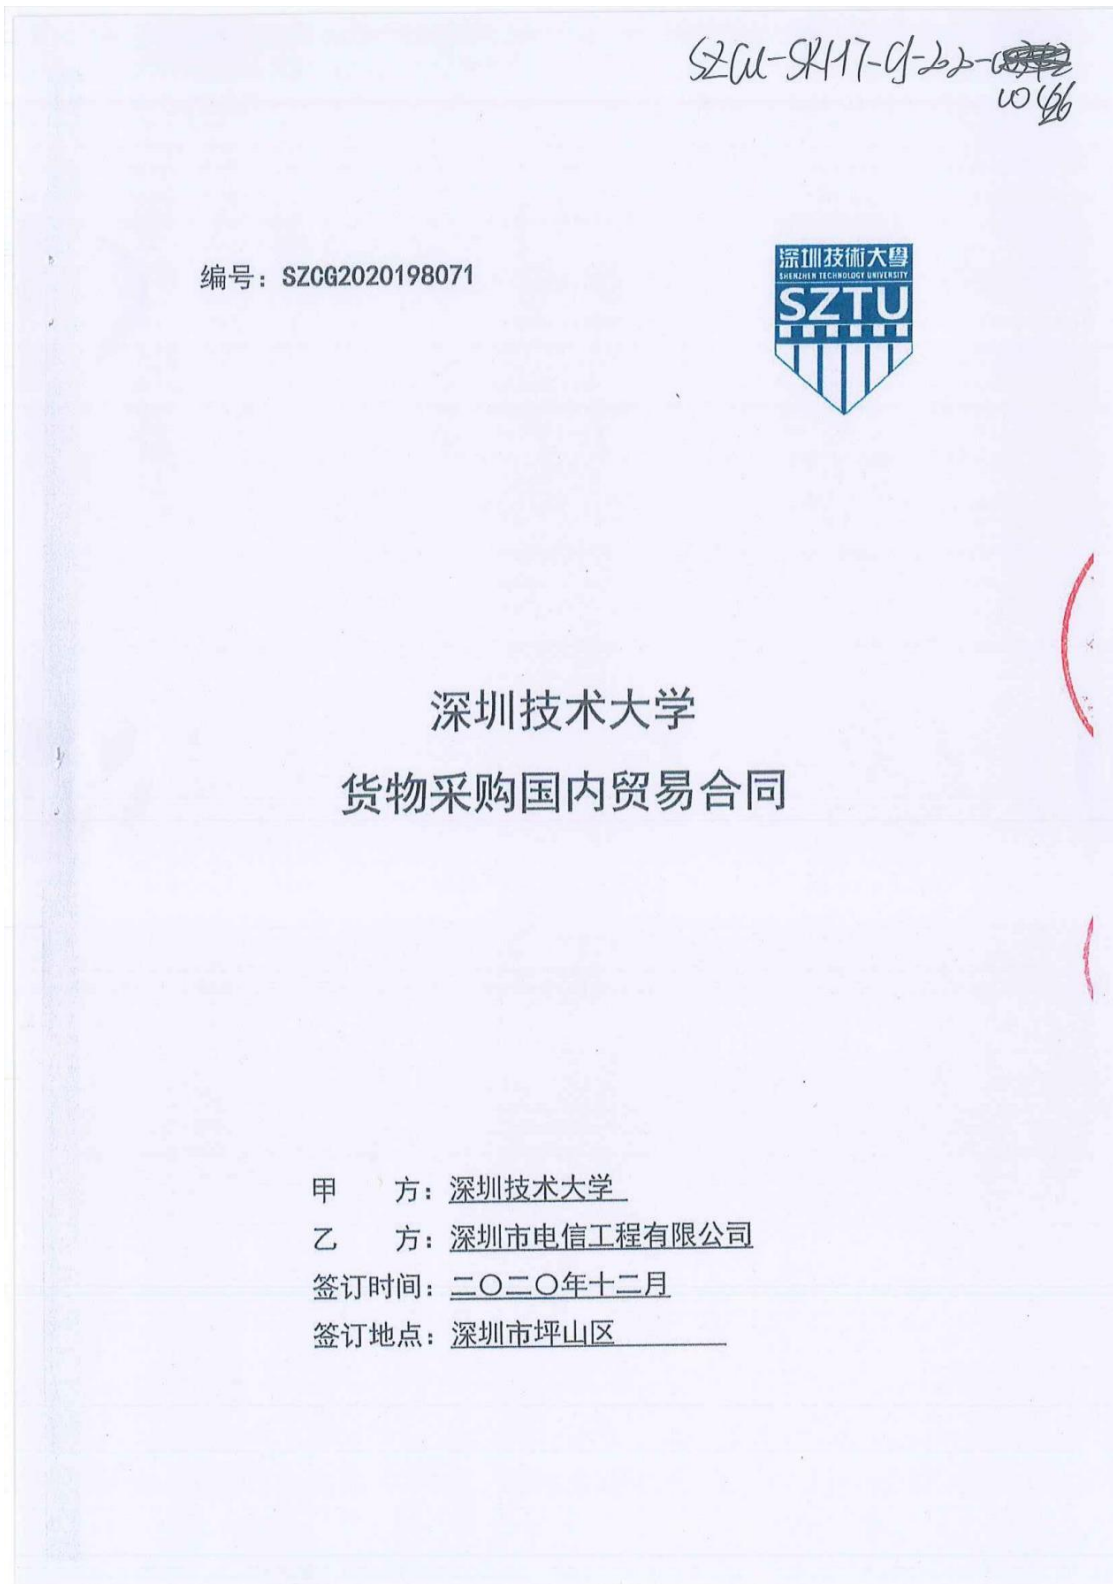 编号：SZCG2020198071
深圳技術大學
SHENZHEN TECHNOLOGY UNIVERSITY
SZTU
深圳技术大学
货物采购国内贸易合同
甲 方：深圳技术大学
乙 方：深圳市电信工程有限公司
签订时间：二〇二〇年十二月
签订地点：深圳市坪山区